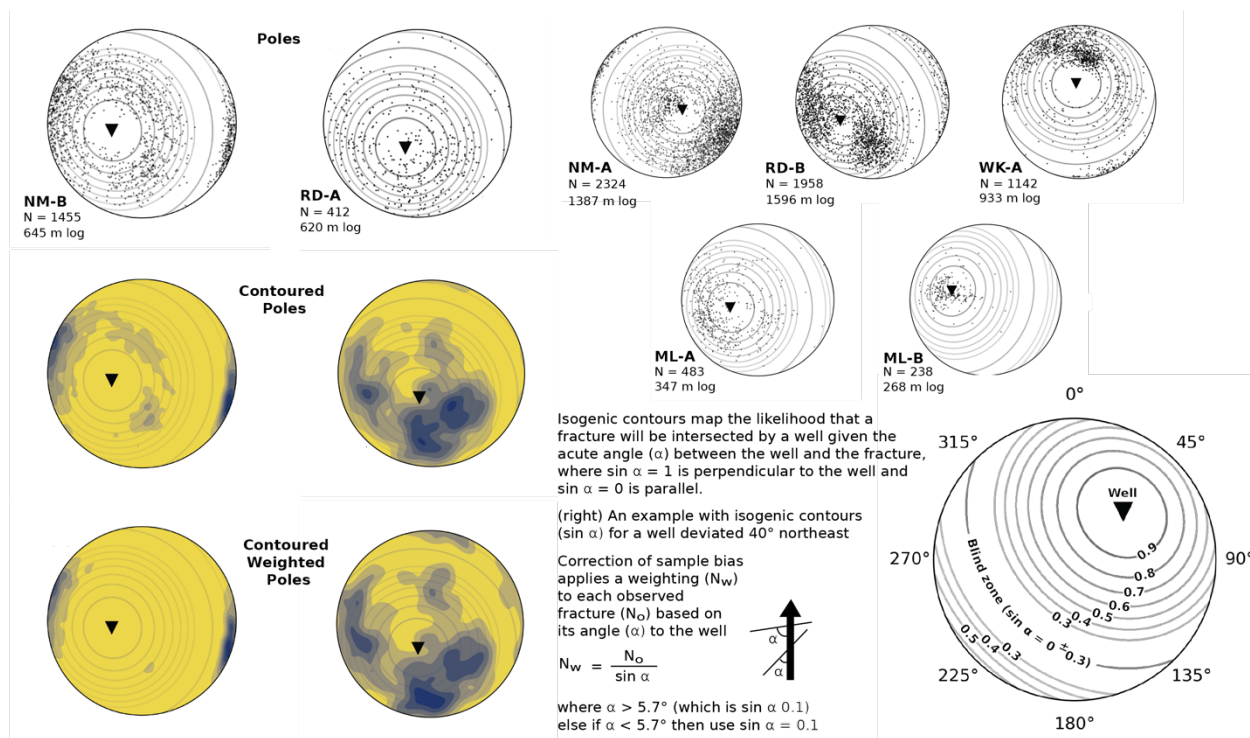 Poles
NM-B
N = 1455
645 m log
RD-A
N = 412
620 m log
NM-A
N = 2324
1387 m log
RD-B
N = 1958
1596 m log
WK-A
N = 1142
933 m log
ML-A
N = 483
347 m log
ML-B
N = 238
268 m log
Contoured
Poles
Contoured
Weighted
Poles
Isogenic contours map the likelihood that a
fracture will be intersected by a well given the
acute angle (α) between the well and the fracture,
where sin α = 1 is perpendicular to the well and
sin α = 0 is parallel.
(right) An example with isogenic contours
(sin α) for a well deviated 40° northeast
Correction of sample bias
applies a weighting (Nw)
to each observed
fracture (No) based on
its angle (α) to the well
Nw = No / sin α
where α > 5.7° (which is sin α 0.1)
else if α < 5.7° then use sin α = 0.1
α
α
0°
315°
45°
Well
270°
90°
0.9
0.8
0.7
0.6
0.5
0.4
0.3
Blind zone (sin α = 0 ±0.3)
0.5
0.4
0.3
225°
135°
180°